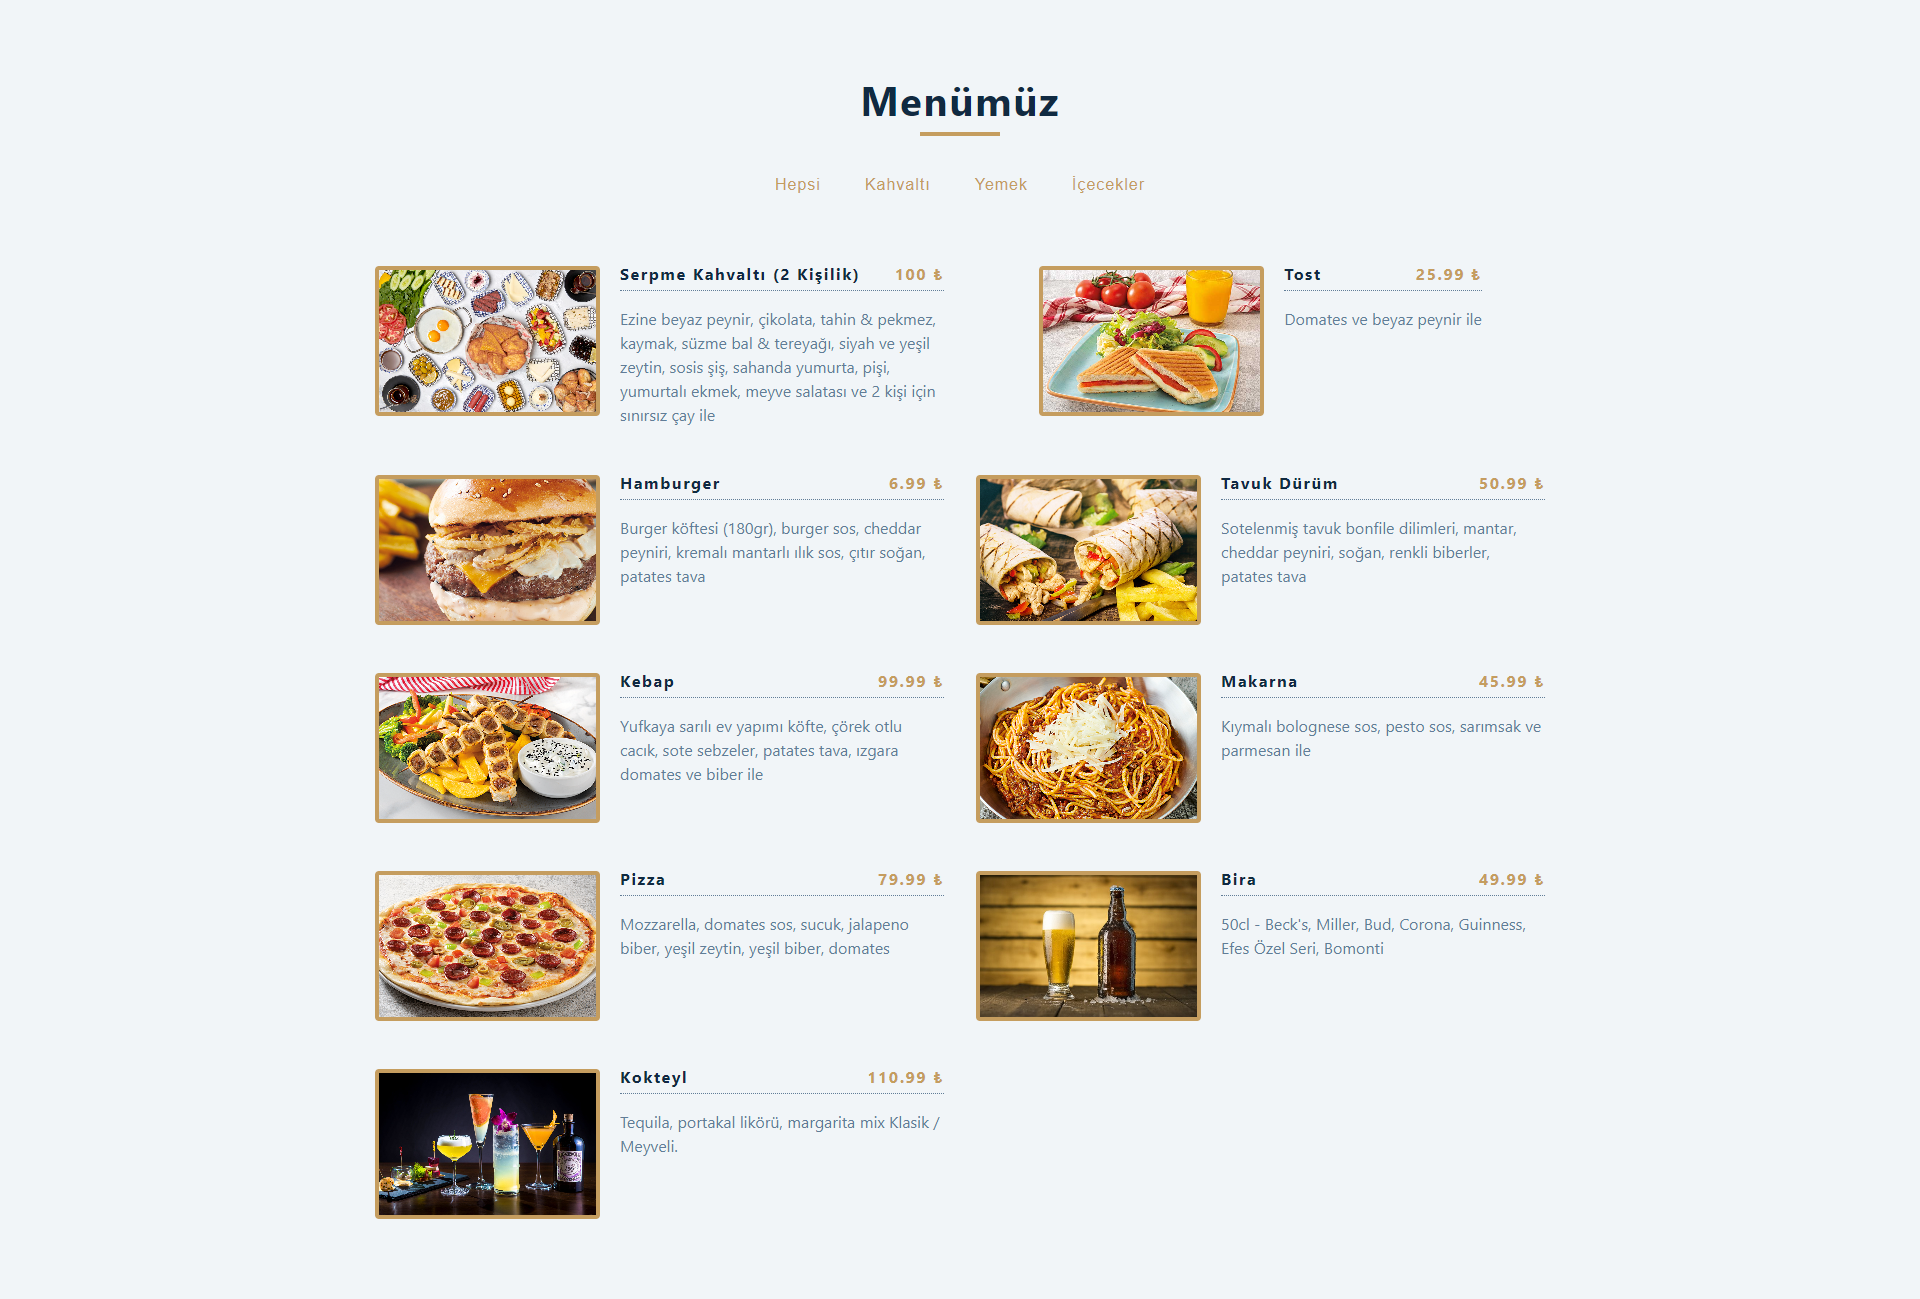 Menümüz
Hepsi Kahvaltı Yemek İçecekler
Serpme Kahvaltı (2 Kişilik) 100 ₺
Ezine beyaz peynir, çikolata, tahin & pekmez,
kaymak, süzme bal & tereyağı, siyah ve yeşil
zeytin, sosis şiş, sahanda yumurta, pişi,
yumurtalı ekmek, meyve salatası ve 2 kişi için
sınırsız çay ile
Tost 25.99 ₺
Domates ve beyaz peynir ile
Hamburger 6.99 ₺
Burger köftesi (180gr), burger sos, cheddar
peyniri, kremalı mantarlı ılık sos, çıtır soğan,
patates tava
Tavuk Dürüm 50.99 ₺
Sotelenmiş tavuk bonfile dilimleri, mantar,
cheddar peyniri, soğan, renkli biberler,
patates tava
Kebap 99.99 ₺
Yufkaya sarılı ev yapımı köfte, çörek otlu
cacık, sote sebzeler, patates tava, ızgara
domates ve biber ile
Makarna 45.99 ₺
Kıymalı bolognese sos, pesto sos, sarımsak ve
parmesan ile
Pizza 79.99 ₺
Mozzarella, domates sos, sucuk, jalapeno
biber, yeşil zeytin, yeşil biber, domates
Bira 49.99 ₺
50cl - Beck's, Miller, Bud, Corona, Guinness,
Efes Özel Seri, Bomonti
Kokteyl 110.99 ₺
Tequila, portakal likörü, margarita mix Klasik /
Meyveli.